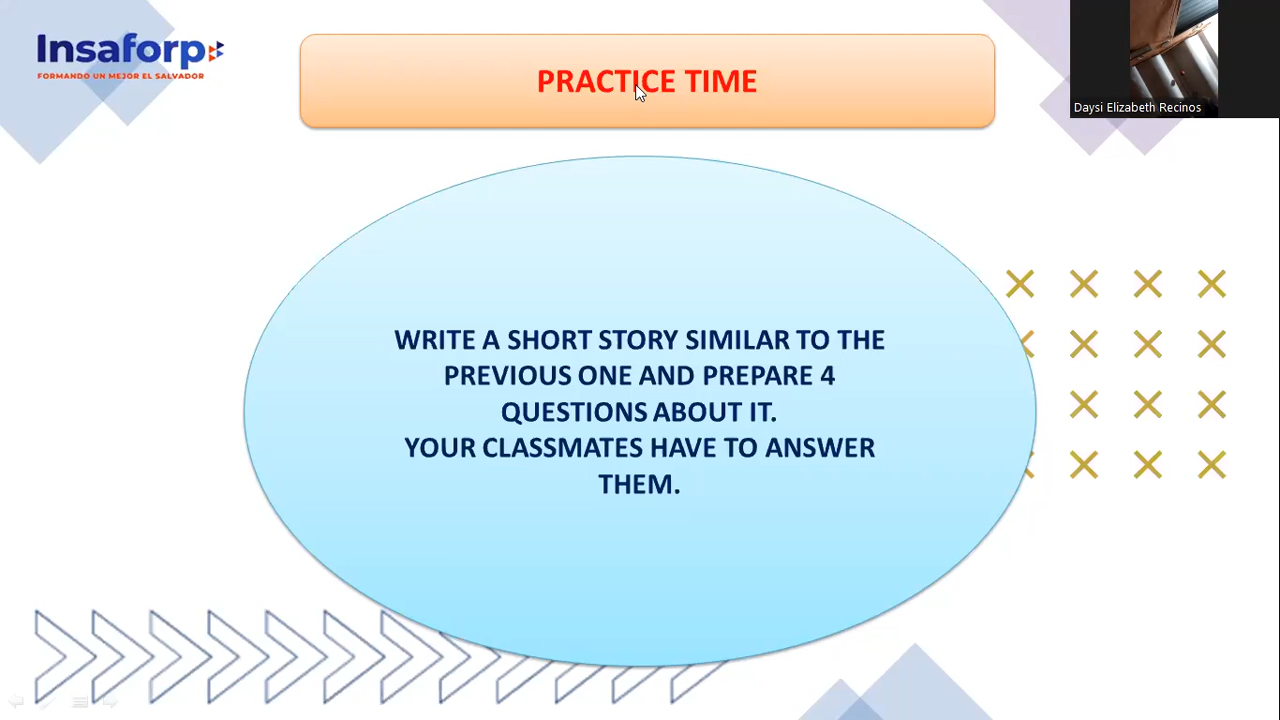 Insaforp
FORMANDO UN MEJOR EL SALVADOR
PRACTICE TIME
Daysi Elizabeth Recinos
WRITE A SHORT STORY SIMILAR TO THE
PREVIOUS ONE AND PREPARE 4
QUESTIONS ABOUT IT.
YOUR CLASSMATES HAVE TO ANSWER
THEM.